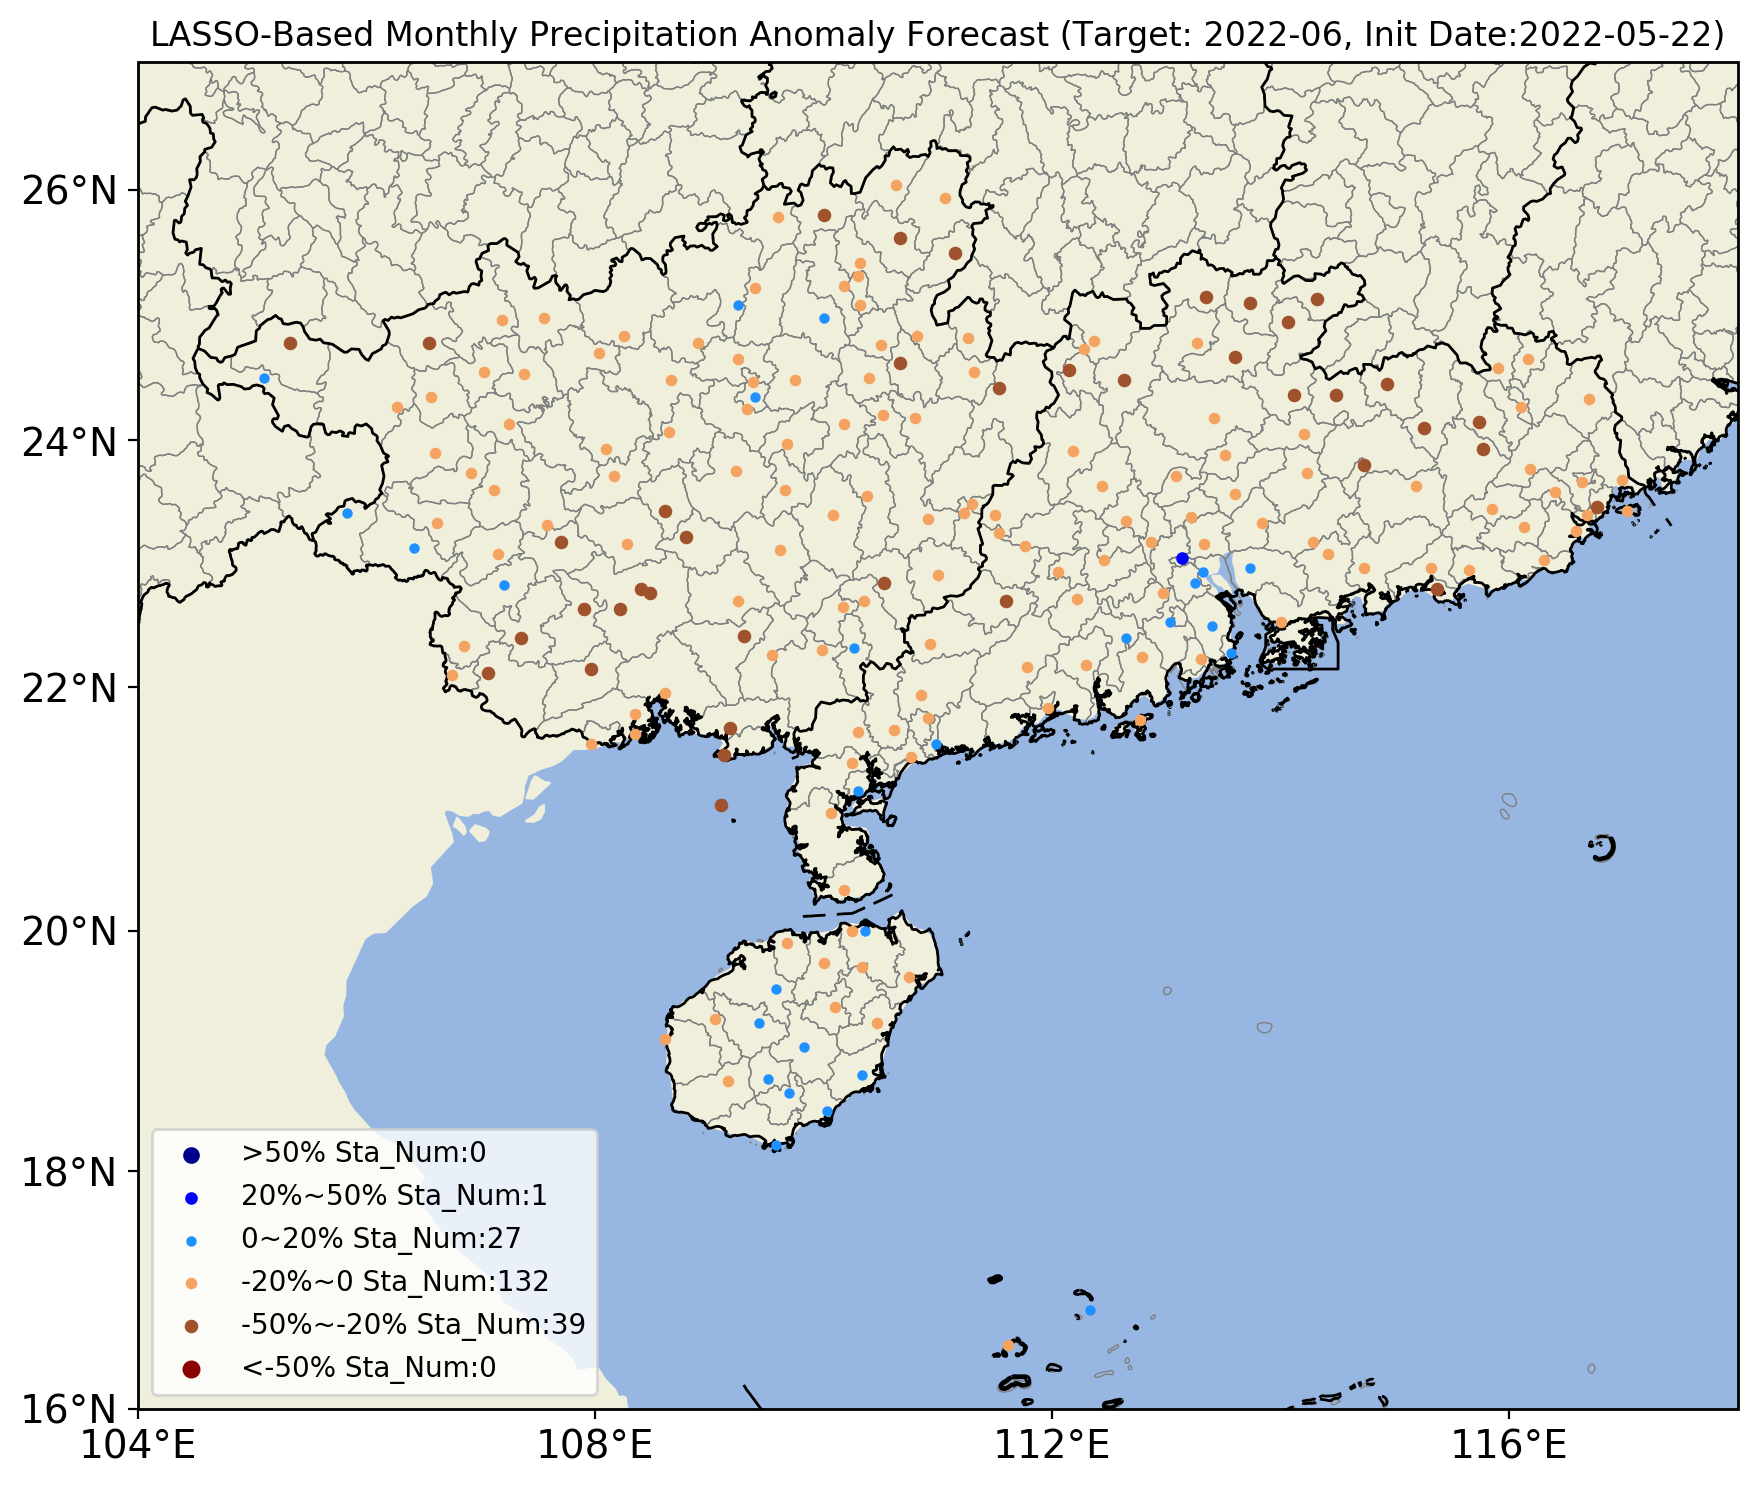 LASSO-Based Monthly Precipitation Anomaly Forecast (Target: 2022-06, Init Date:2022-05-22)
26°N
24°N
22°N
20°N
18°N
16°N
>50% Sta_Num:0
20%~50% Sta_Num:1
0~20% Sta_Num:27
-20%~0 Sta_Num:132
-50%~-20% Sta_Num:39
<-50% Sta_Num:0
104°E
108°E
112°E
116°E